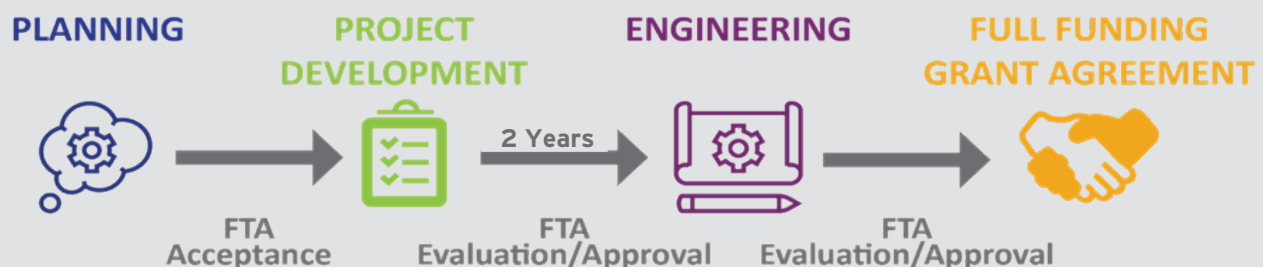 PLANNING
PROJECT
DEVELOPMENT
ENGINEERING
FULL FUNDING
GRANT AGREEMENT
2 Years
FTA
Acceptance
FTA
Evaluation/Approval
FTA
Evaluation/Approval